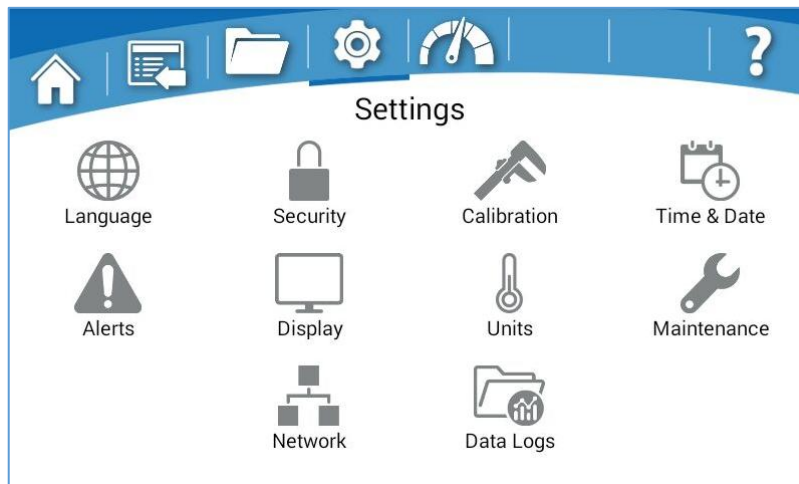 ?
Settings
Language Security Calibration Time & Date
Alerts Display Units Maintenance
Network Data Logs